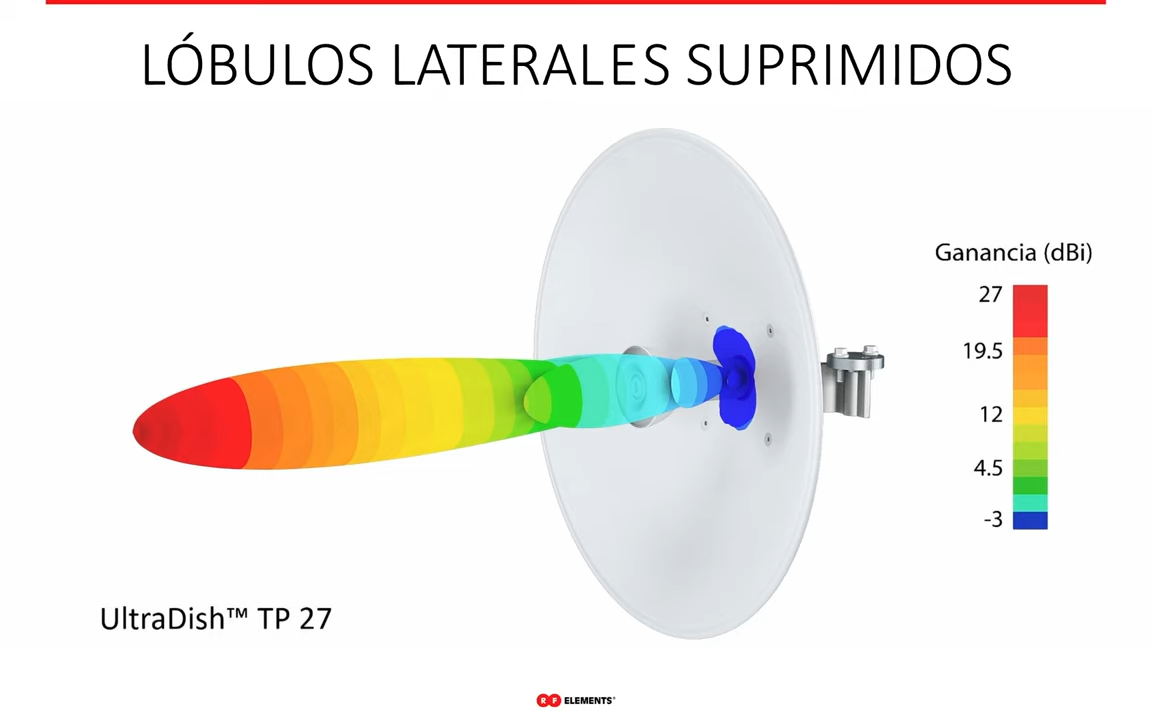 LÓBULOS LATERALES SUPRIMIDOS
Ganancia (dBi)
27
19.5
12
4.5
-3
UltraDish™ TP 27
RF ELEMENTS®